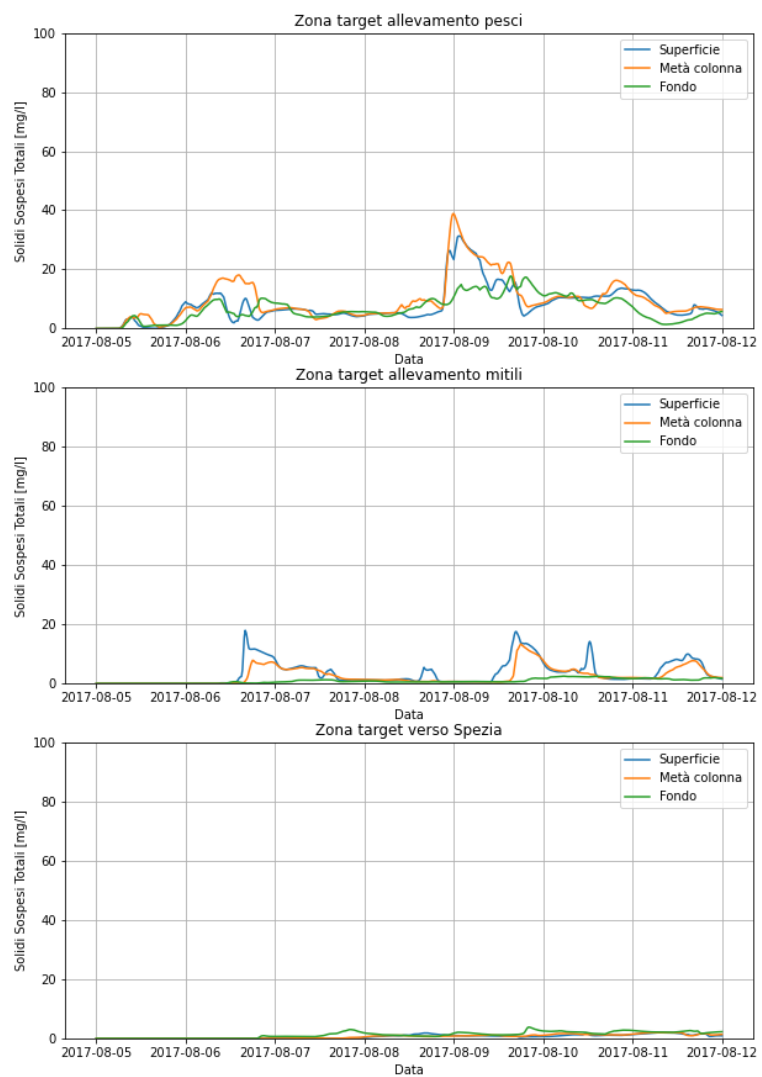 Zona target allevamento pesci
100
80
60
40
20
0
Solidi Sospesi Totali [mg/l]
Superficie
Metà colonna
Fondo
2017-08-05 2017-08-06 2017-08-07 2017-08-08 2017-08-09 2017-08-10 2017-08-11 2017-08-12
Data
Zona target allevamento mitili
100
80
60
40
20
0
Solidi Sospesi Totali [mg/l]
Superficie
Metà colonna
Fondo
2017-08-05 2017-08-06 2017-08-07 2017-08-08 2017-08-09 2017-08-10 2017-08-11 2017-08-12
Data
Zona target verso Spezia
100
80
60
40
20
0
Solidi Sospesi Totali [mg/l]
Superficie
Metà colonna
Fondo
2017-08-05 2017-08-06 2017-08-07 2017-08-08 2017-08-09 2017-08-10 2017-08-11 2017-08-12
Data